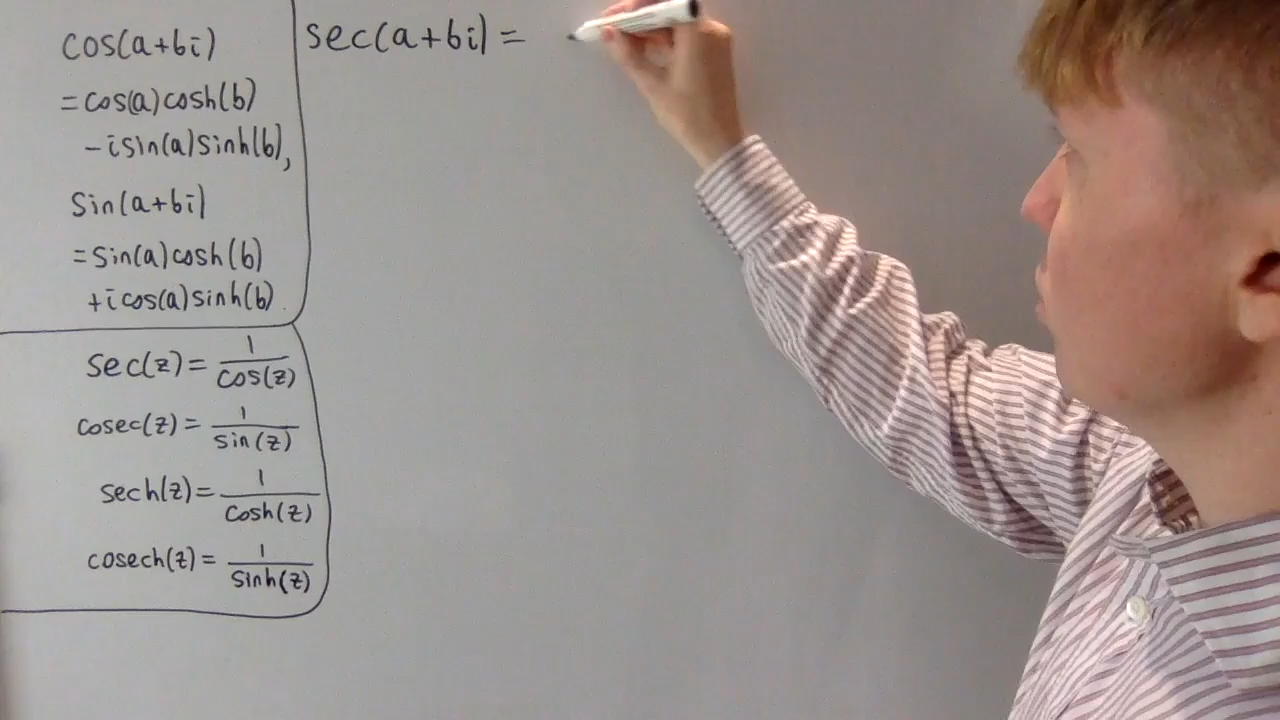 cos(a+bi)
=cos(a)cosh(b)
-isin(a)sinh(b),
sin(a+bi)
=sin(a)cosh(b)
+icos(a)sinh(b).
sec(z)=1/cos(z)
cosec(z)=1/sin(z)
sech(z)=1/cosh(z)
cosech(z)=1/sinh(z)
sec(a+bi)=